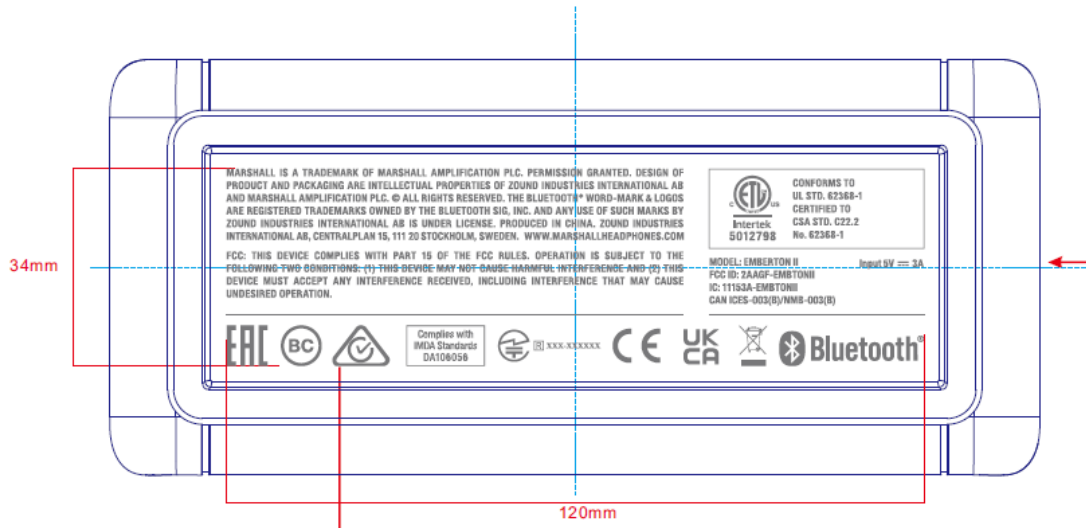 MARSHALL IS A TRADEMARK OF MARSHALL AMPLIFICATION PLC. PERMISSION GRANTED. DESIGN OF
PRODUCT AND PACKAGING ARE INTELLECTUAL PROPERTIES OF ZOUND INDUSTRIES INTERNATIONAL AB
AND MARSHALL AMPLIFICATION PLC. © ALL RIGHTS RESERVED. THE BLUETOOTH® WORD-MARK & LOGOS
ARE REGISTERED TRADEMARKS OWNED BY THE BLUETOOTH SIG, INC. AND ANY USE OF SUCH MARKS BY
ZOUND INDUSTRIES INTERNATIONAL AB IS UNDER LICENSE. PRODUCED IN CHINA. ZOUND INDUSTRIES
INTERNATIONAL AB, CENTRALPLAN 15, 111 20 STOCKHOLM, SWEDEN. WWW.MARSHALLHEADPHONES.COM
FCC: THIS DEVICE COMPLIES WITH PART 15 OF THE FCC RULES. OPERATION IS SUBJECT TO THE
FOLLOWING TWO CONDITIONS: (1) THIS DEVICE MAY NOT CAUSE HARMFUL INTERFERENCE AND (2) THIS
DEVICE MUST ACCEPT ANY INTERFERENCE RECEIVED, INCLUDING INTERFERENCE THAT MAY CAUSE
UNDESIRED OPERATION.
ETL
C US
Intertek
5012798
CONFORMS TO
UL STD. 62368-1
CERTIFIED TO
CSA STD. C22.2
No. 62368-1
MODEL: EMBERTON II
Input 5V ⎓ 3A
FCC ID: 2AAGF-EMBTONII
IC: 11153A-EMBTONII
CAN ICES-003(B)/NMB-003(B)
34mm
EAC
BC
Complies with
IMDA Standards
DA106056
R xxx-xxxxxx
CE
UK
CA
Bluetooth®
120mm